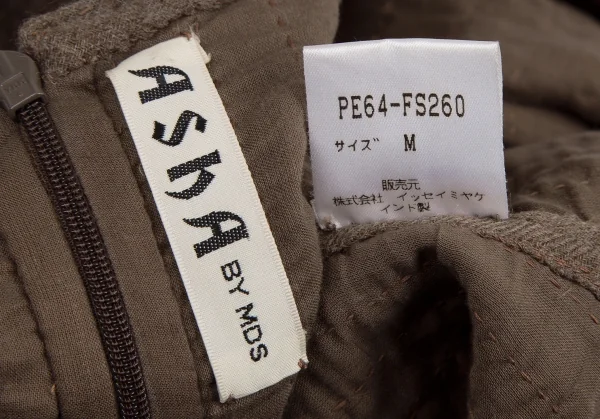 AShA
BY MDS
PE64-FS260
サイズ M
販売元
株式会社 イッセイミヤケ
インド製